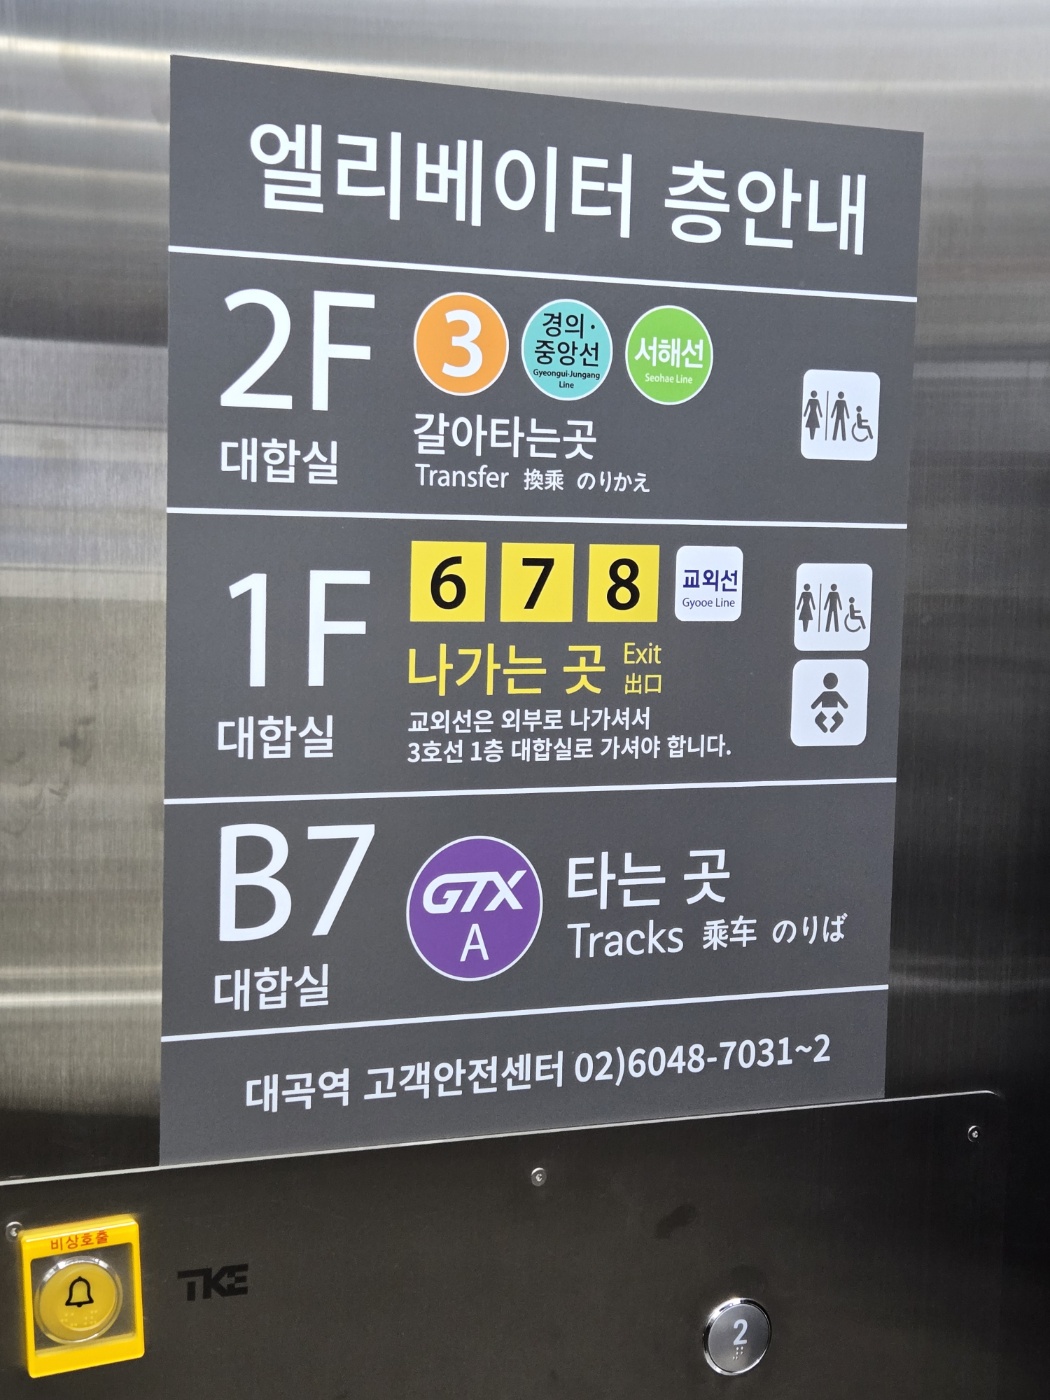 엘리베이터 층안내
2F
대합실
3
경의·
중앙선
Gyeongui·Jungang
Line
서해선
Seohae Line
갈아타는곳
Transfer 換乘 のりかえ
1F
대합실
6 7 8
교외선
Gyooe Line
나가는 곳
Exit
出口
교외선은 외부로 나가셔서
3호선 1층 대합실로 가셔야 합니다.
B7
대합실
GTX
A
타는 곳
Tracks 乘车 のりば
대곡역 고객안전센터 02)6048-7031~2
비상호출
TKE
2